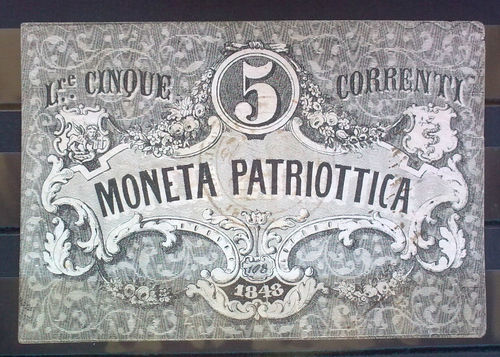 5
Lre CINQUE CORRENTI
MONETA PATRIOTTICA
1848